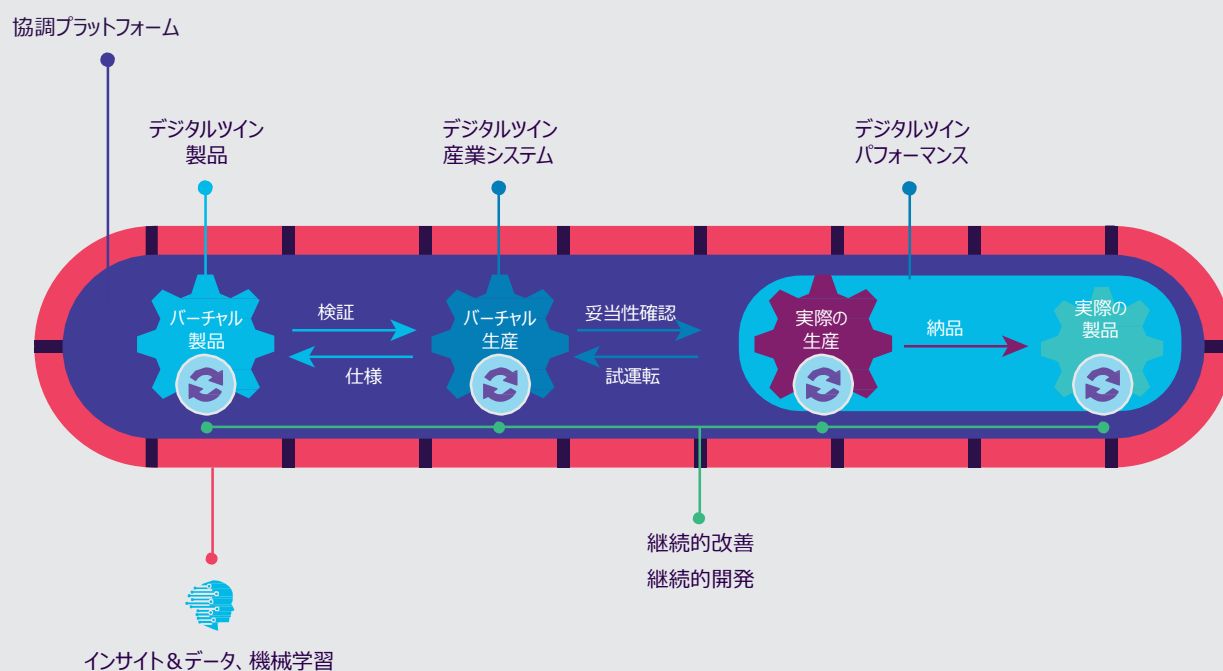 協調プラットフォーム
デジタルツイン
製品
デジタルツイン
産業システム
デジタルツイン
パフォーマンス
バーチャル
製品
検証
仕様
バーチャル
生産
妥当性確認
試運転
実際の
生産
納品
実際の
製品
継続的改善
継続的開発
インサイト&データ、機械学習